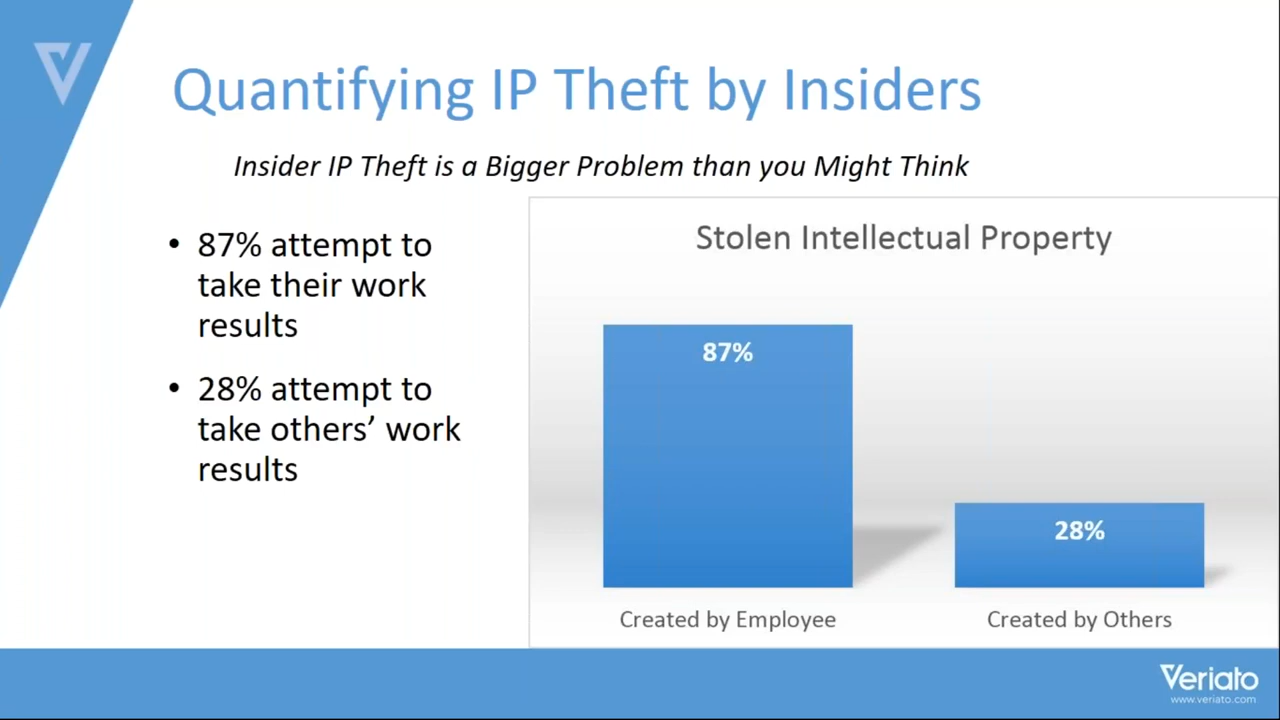 Quantifying IP Theft by Insiders
Insider IP Theft is a Bigger Problem than you Might Think
• 87% attempt to
take their work
results
• 28% attempt to
take others’ work
results
Stolen Intellectual Property
87%
28%
Created by Employee
Created by Others
Veriato
www.veriato.com